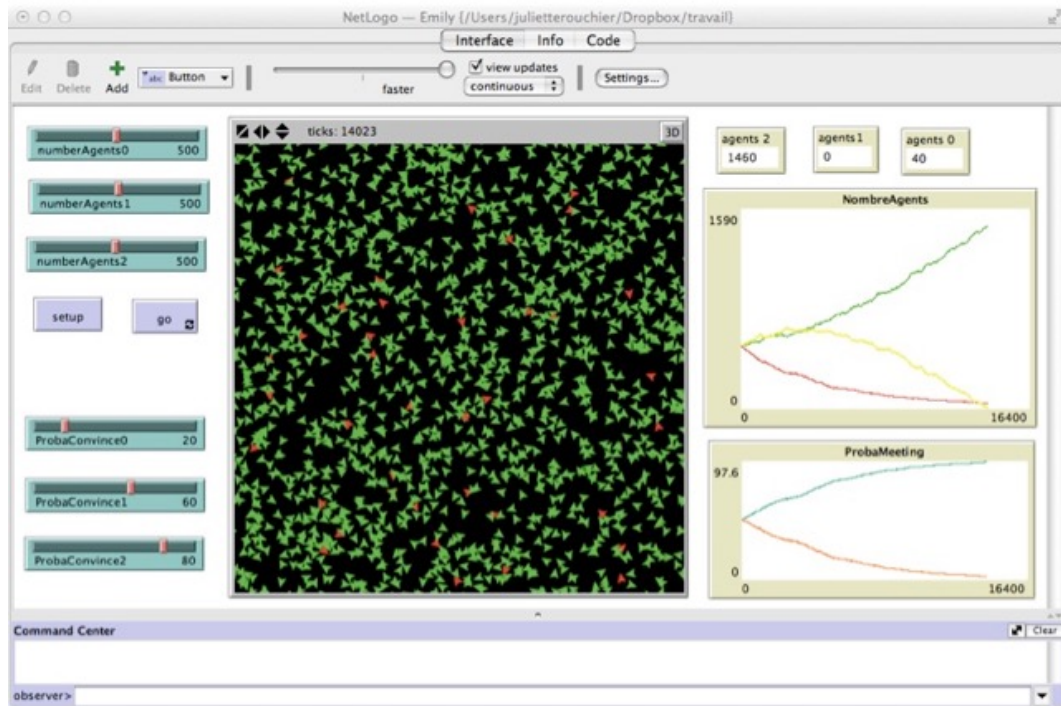 NetLogo — Emily {/Users/julietterouchier/Dropbox/travail}
Interface Info Code
Edit Delete Add abc Button faster view updates continuous Settings...
numberAgents0 500
numberAgents1 500
numberAgents2 500
setup go
ProbaConvince0 20
ProbaConvince1 60
ProbaConvince2 80
ticks: 14023 3D
agents 2
1460
agents1
0
agents 0
40
NombreAgents
1590
0
0 16400
ProbaMeeting
97.6
0
0 16400
Command Center Clear
observer>